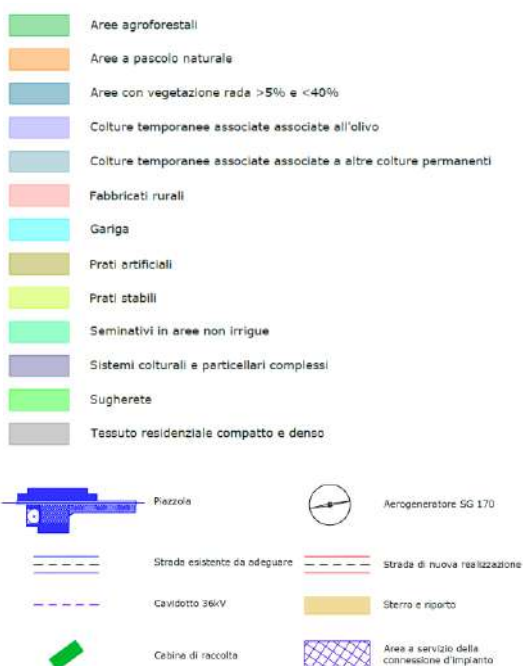 Aree agroforestali
Aree a pascolo naturale
Aree con vegetazione rada >5% e <40%
Colture temporanee associate associate all'olivo
Colture temporanee associate associate a altre colture permanenti
Fabbricati rurali
Gariga
Prati artificiali
Prati stabili
Seminativi in aree non irrigue
Sistemi colturali e particellari complessi
Sugherete
Tessuto residenziale compatto e denso
Piazzola
Aerogeneratore SG 170
Strada esistente da adeguare
Strada di nuova realizzazione
Cavidotto 36kV
Sterro e riporto
Cabina di raccolta
Area a servizio della
connessione d'impianto